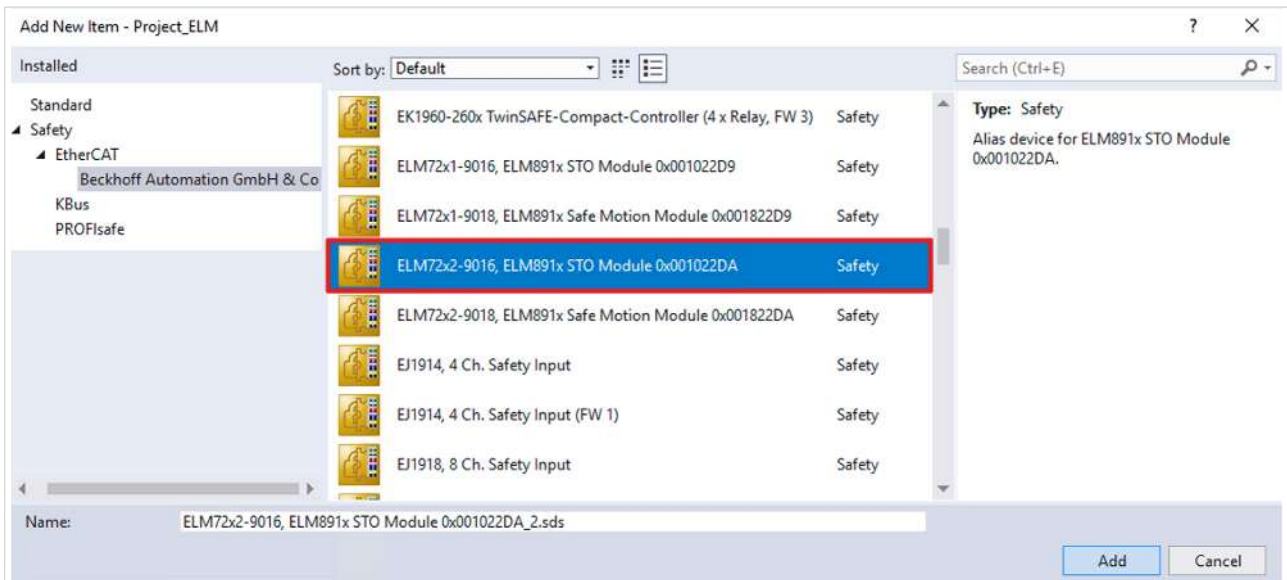 Add New Item - Project_ELM
? ×
Installed
Sort by: Default
Search (Ctrl+E)
Standard
Safety
EtherCAT
Beckhoff Automation GmbH & Co
KBus
PROFIsafe
EK1960-260x TwinSAFE-Compact-Controller (4 x Relay, FW 3) Safety
ELM72x1-9016, ELM891x STO Module 0x001022D9 Safety
ELM72x1-9018, ELM891x Safe Motion Module 0x001822D9 Safety
ELM72x2-9016, ELM891x STO Module 0x001022DA Safety
ELM72x2-9018, ELM891x Safe Motion Module 0x001822DA Safety
EJ1914, 4 Ch. Safety Input Safety
EJ1914, 4 Ch. Safety Input (FW 1) Safety
EJ1918, 8 Ch. Safety Input Safety
Type: Safety
Alias device for ELM891x STO Module
0x001022DA.
Name: ELM72x2-9016, ELM891x STO Module 0x001022DA_2.sds
Add Cancel